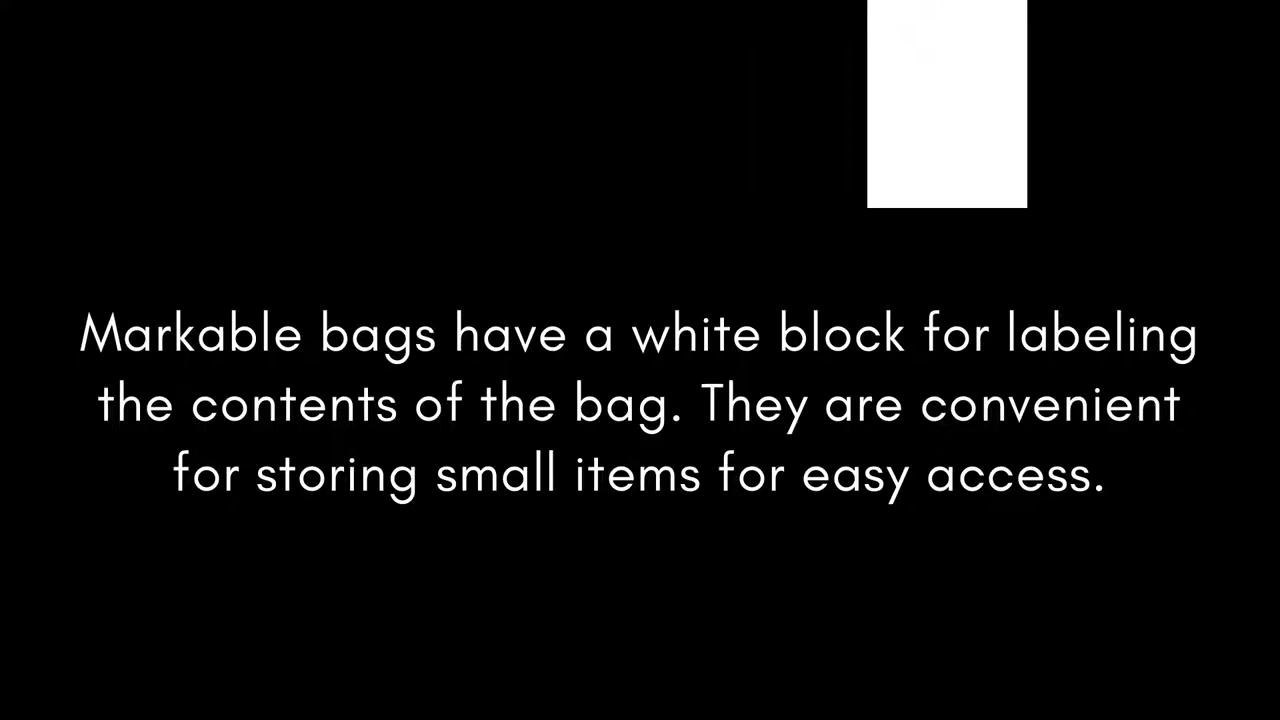 Markable bags have a white block for labeling
the contents of the bag. They are convenient
for storing small items for easy access.